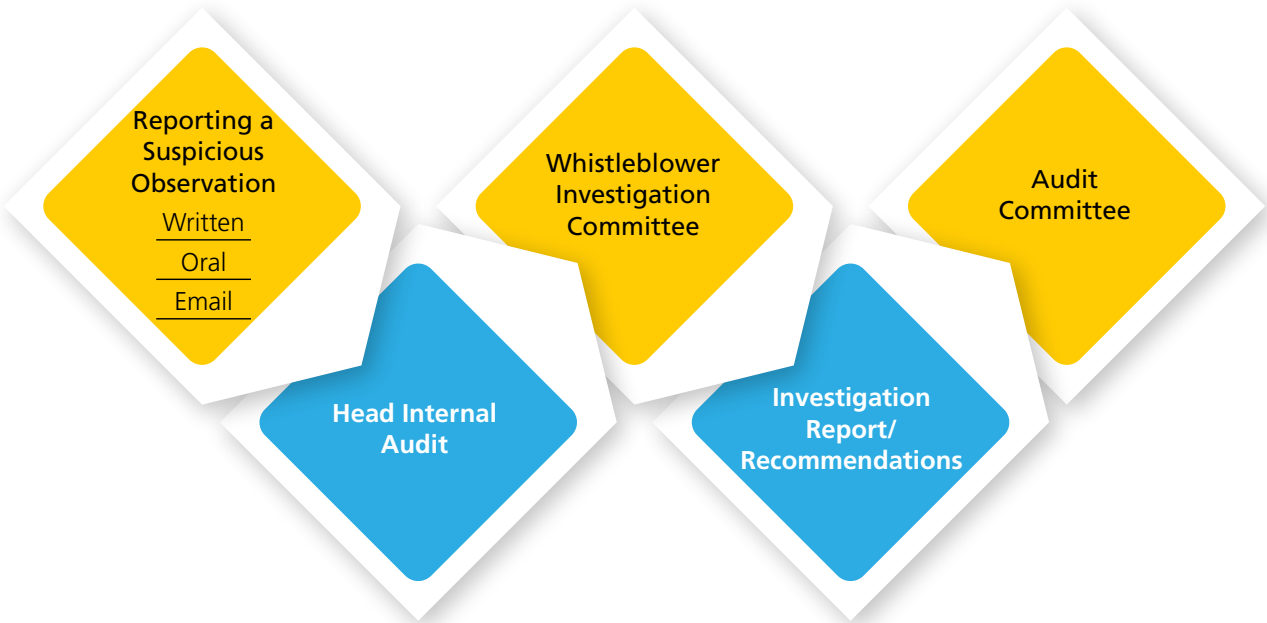 Reporting a
Suspicious
Observation
Written
Oral
Email
Head Internal
Audit
Whistleblower
Investigation
Committee
Investigation
Report/
Recommendations
Audit
Committee